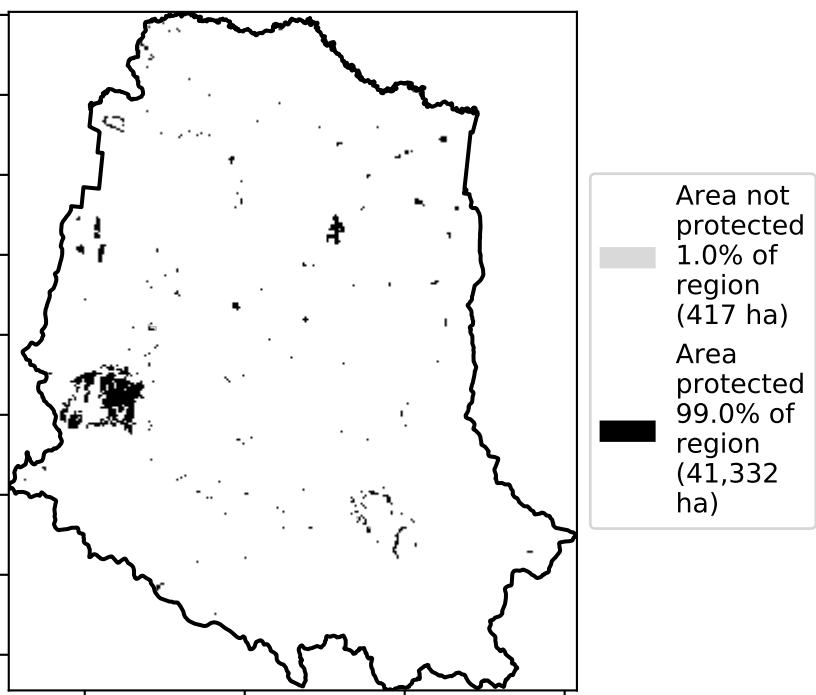 Area not
protected
1.0% of
region
(417 ha)
Area
protected
99.0% of
region
(41,332
ha)